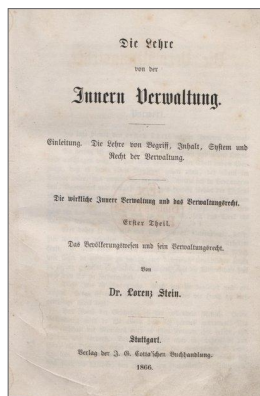 Die Lehre
von der
Innern Verwaltung.
Einleitung. Die Lehre von Begriff, Inhalt, System und
Recht der Verwaltung.
Die wirkliche Innere Verwaltung und das Verwaltungsrecht.
Erster Theil.
Das Bevölkerungswesen und sein Verwaltungsrecht.
Von
Dr. Lorenz Stein.
Stuttgart.
Verlag der J. G. Cotta'schen Buchhandlung.
1866.